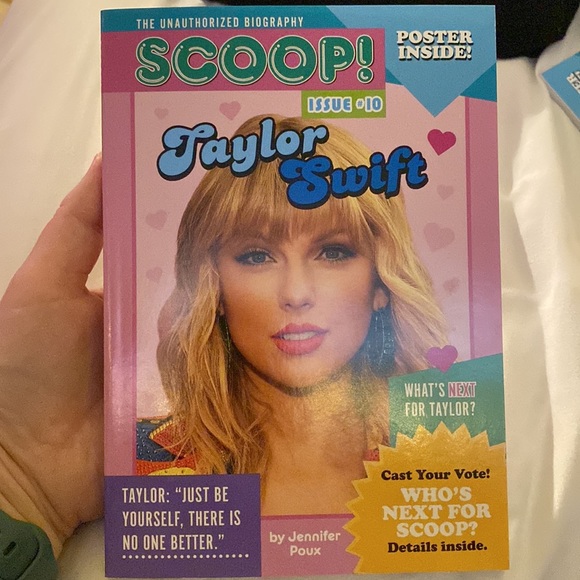 THE UNAUTHORIZED BIOGRAPHY
SCOOP!
POSTER
INSIDE!
ISSUE #10
Taylor
Swift
WHAT'S NEXT
FOR TAYLOR?
Cast Your Vote!
WHO'S
NEXT FOR
SCOOP?
Details inside.
TAYLOR: "JUST BE
YOURSELF, THERE IS
NO ONE BETTER."
by Jennifer
Poux